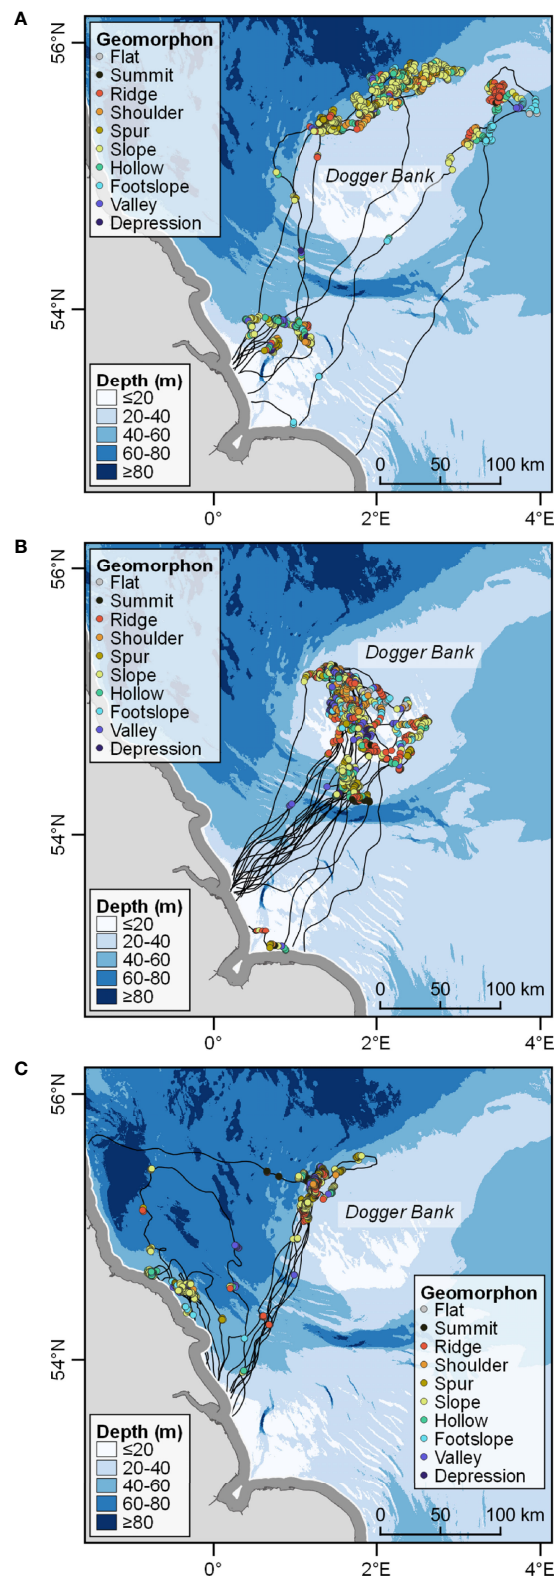 A
56°N
Geomorphon
Flat
Summit
Ridge
Shoulder
Spur
Slope
Hollow
Footslope
Valley
Depression
Dogger Bank
54°N
Depth (m)
≤20
20-40
40-60
60-80
≥80
0 50 100 km
0° 2°E 4°E
B
56°N
Geomorphon
Flat
Summit
Ridge
Shoulder
Spur
Slope
Hollow
Footslope
Valley
Depression
Dogger Bank
54°N
Depth (m)
≤20
20-40
40-60
60-80
≥80
0 50 100 km
0° 2°E 4°E
C
56°N
Dogger Bank
Geomorphon
Flat
Summit
Ridge
Shoulder
Spur
Slope
Hollow
Footslope
Valley
Depression
54°N
Depth (m)
≤20
20-40
40-60
60-80
≥80
0 50 100 km
0° 2°E 4°E